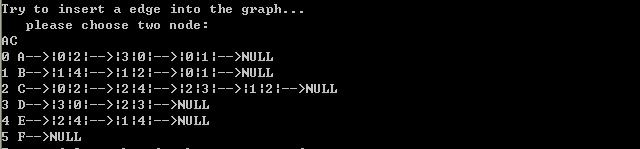 Try to insert a edge into the graph...
please choose two node:
AC
0 A-->|0|2|-->|3|0|-->|0|1|-->NULL
1 B-->|1|4|-->|1|2|-->|0|1|-->NULL
2 C-->|0|2|-->|2|4|-->|2|3|-->|1|2|-->NULL
3 D-->|3|0|-->|2|3|-->NULL
4 E-->|2|4|-->|1|4|-->NULL
5 F-->NULL